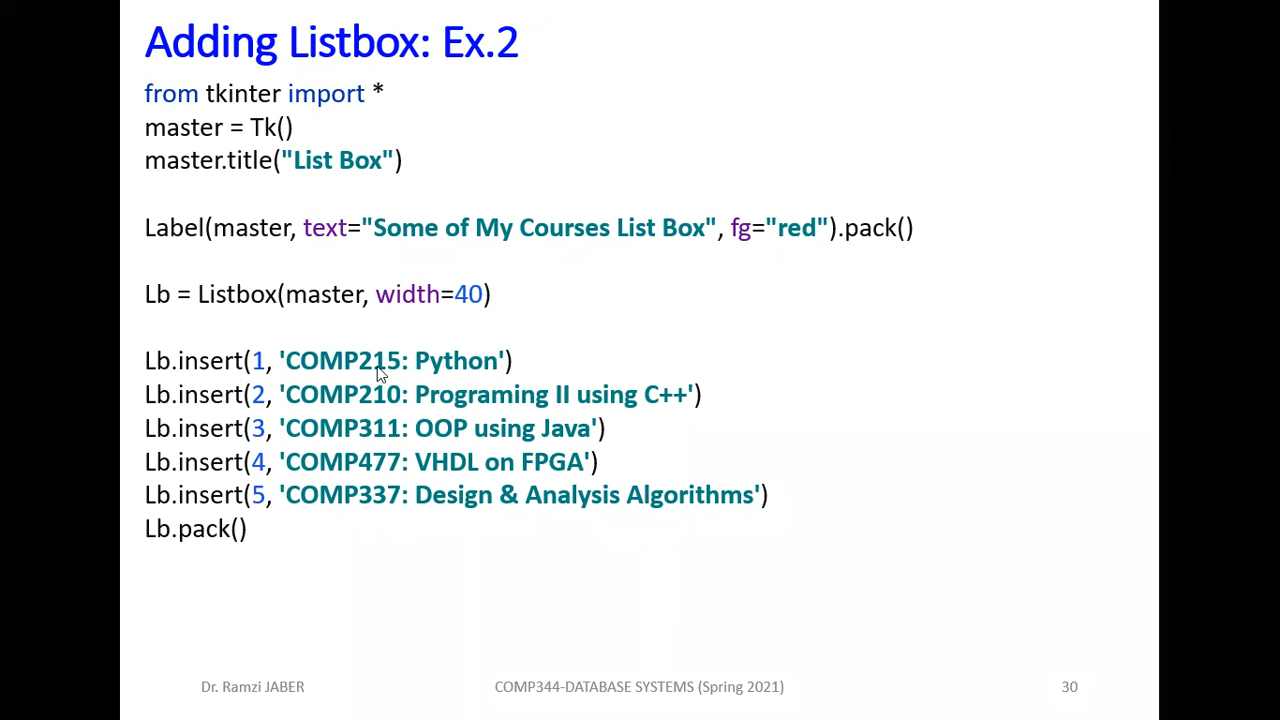 Adding Listbox: Ex.2
from tkinter import *
master = Tk()
master.title("List Box")
Label(master, text="Some of My Courses List Box", fg="red").pack()
Lb = Listbox(master, width=40)
Lb.insert(1, 'COMP215: Python')
Lb.insert(2, 'COMP210: Programing II using C++')
Lb.insert(3, 'COMP311: OOP using Java')
Lb.insert(4, 'COMP477: VHDL on FPGA')
Lb.insert(5, 'COMP337: Design & Analysis Algorithms')
Lb.pack()
Dr. Ramzi JABER COMP344-DATABASE SYSTEMS (Spring 2021) 30